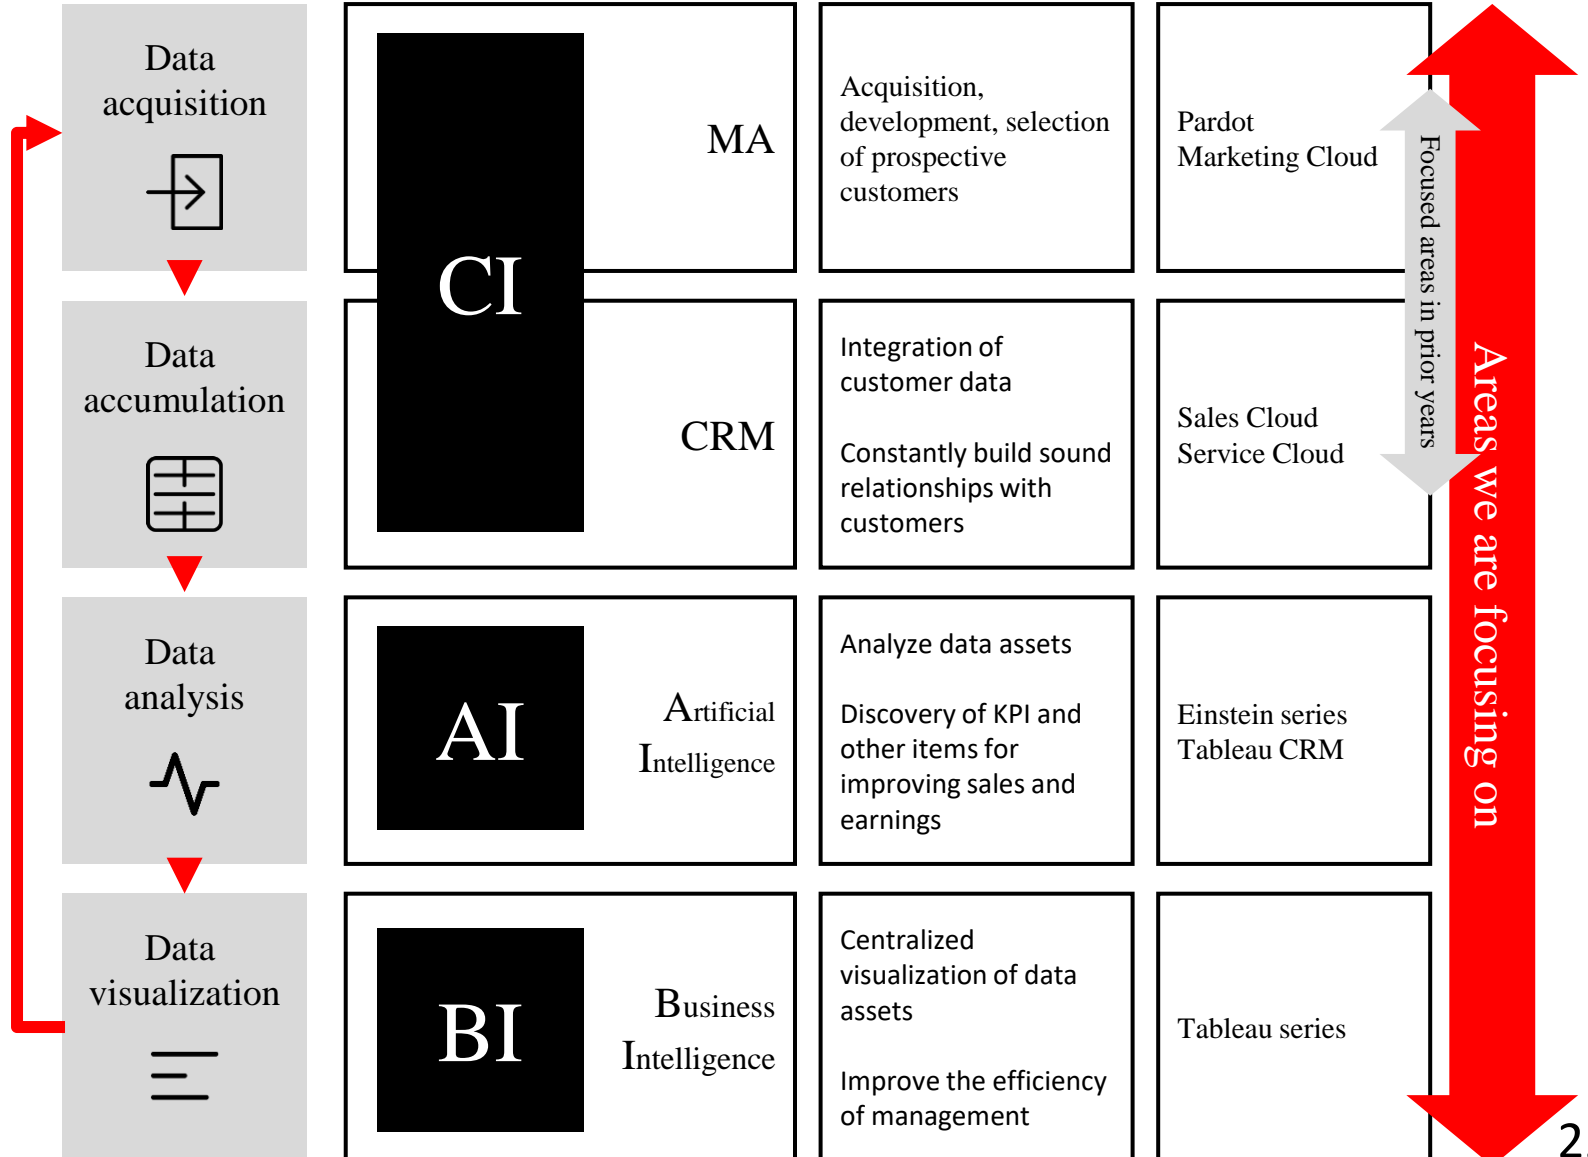 Data
acquisition
CI
MA
Acquisition,
development, selection
of prospective
customers
Pardot
Marketing Cloud
Focused areas in prior years
Areas we are focusing on
Data
accumulation
CRM
Integration of
customer data
Constantly build sound
relationships with
customers
Sales Cloud
Service Cloud
Data
analysis
AI
Artificial
Intelligence
Analyze data assets
Discovery of KPI and
other items for
improving sales and
earnings
Einstein series
Tableau CRM
Data
visualization
BI
Business
Intelligence
Centralized
visualization of data
assets
Improve the efficiency
of management
Tableau series